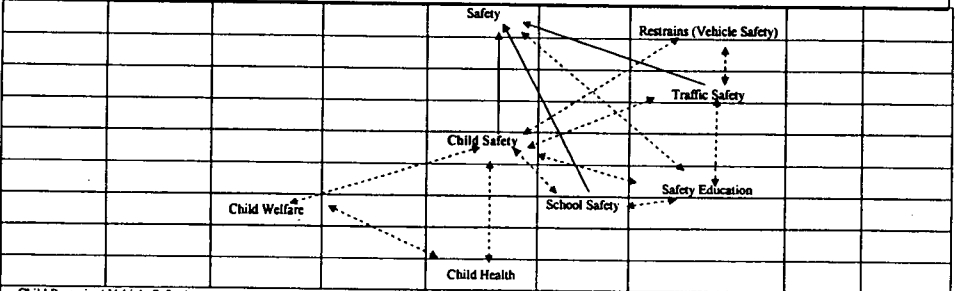 Safety
Restrains (Vehicle Safety)
Traffic Safety
Child Safety
Safety Education
Child Welfare
School Safety
Child Health